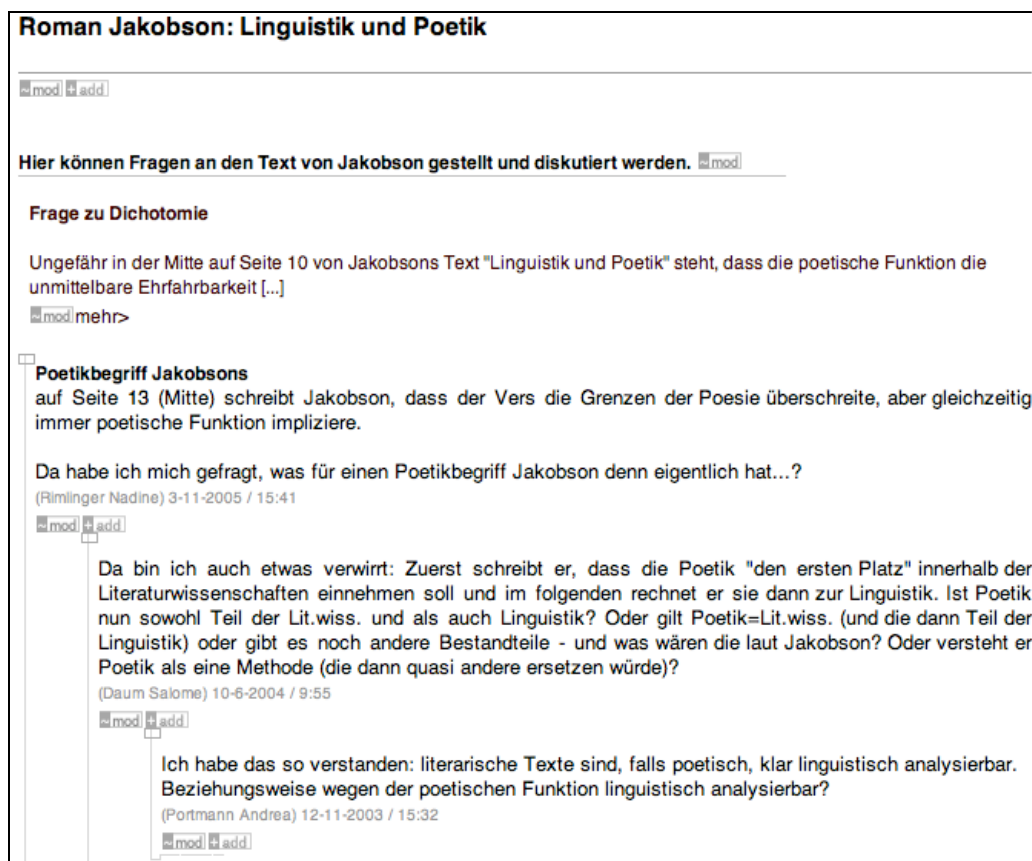 Roman Jakobson: Linguistik und Poetik
~mod +add
Hier können Fragen an den Text von Jakobson gestellt und diskutiert werden. ~mod
Frage zu Dichotomie
Ungefähr in der Mitte auf Seite 10 von Jakobsons Text "Linguistik und Poetik" steht, dass die poetische Funktion die
unmittelbare Ehrfahrbarkeit [...]
~mod mehr>
Poetikbegriff Jakobsons
auf Seite 13 (Mitte) schreibt Jakobson, dass der Vers die Grenzen der Poesie überschreite, aber gleichzeitig
immer poetische Funktion impliziere.
Da habe ich mich gefragt, was für einen Poetikbegriff Jakobson denn eigentlich hat...?
(Rimlinger Nadine) 3-11-2005 / 15:41
~mod +add
Da bin ich auch etwas verwirrt: Zuerst schreibt er, dass die Poetik "den ersten Platz" innerhalb der
Literaturwissenschaften einnehmen soll und im folgenden rechnet er sie dann zur Linguistik. Ist Poetik
nun sowohl Teil der Lit.wiss. und als auch Linguistik? Oder gilt Poetik=Lit.wiss. (und die dann Teil der
Linguistik) oder gibt es noch andere Bestandteile - und was wären die laut Jakobson? Oder versteht er
Poetik als eine Methode (die dann quasi andere ersetzen würde)?
(Daum Salome) 10-6-2004 / 9:55
~mod +add
Ich habe das so verstanden: literarische Texte sind, falls poetisch, klar linguistisch analysierbar.
Beziehungsweise wegen der poetischen Funktion linguistisch analysierbar?
(Portmann Andrea) 12-11-2003 / 15:32
~mod +add